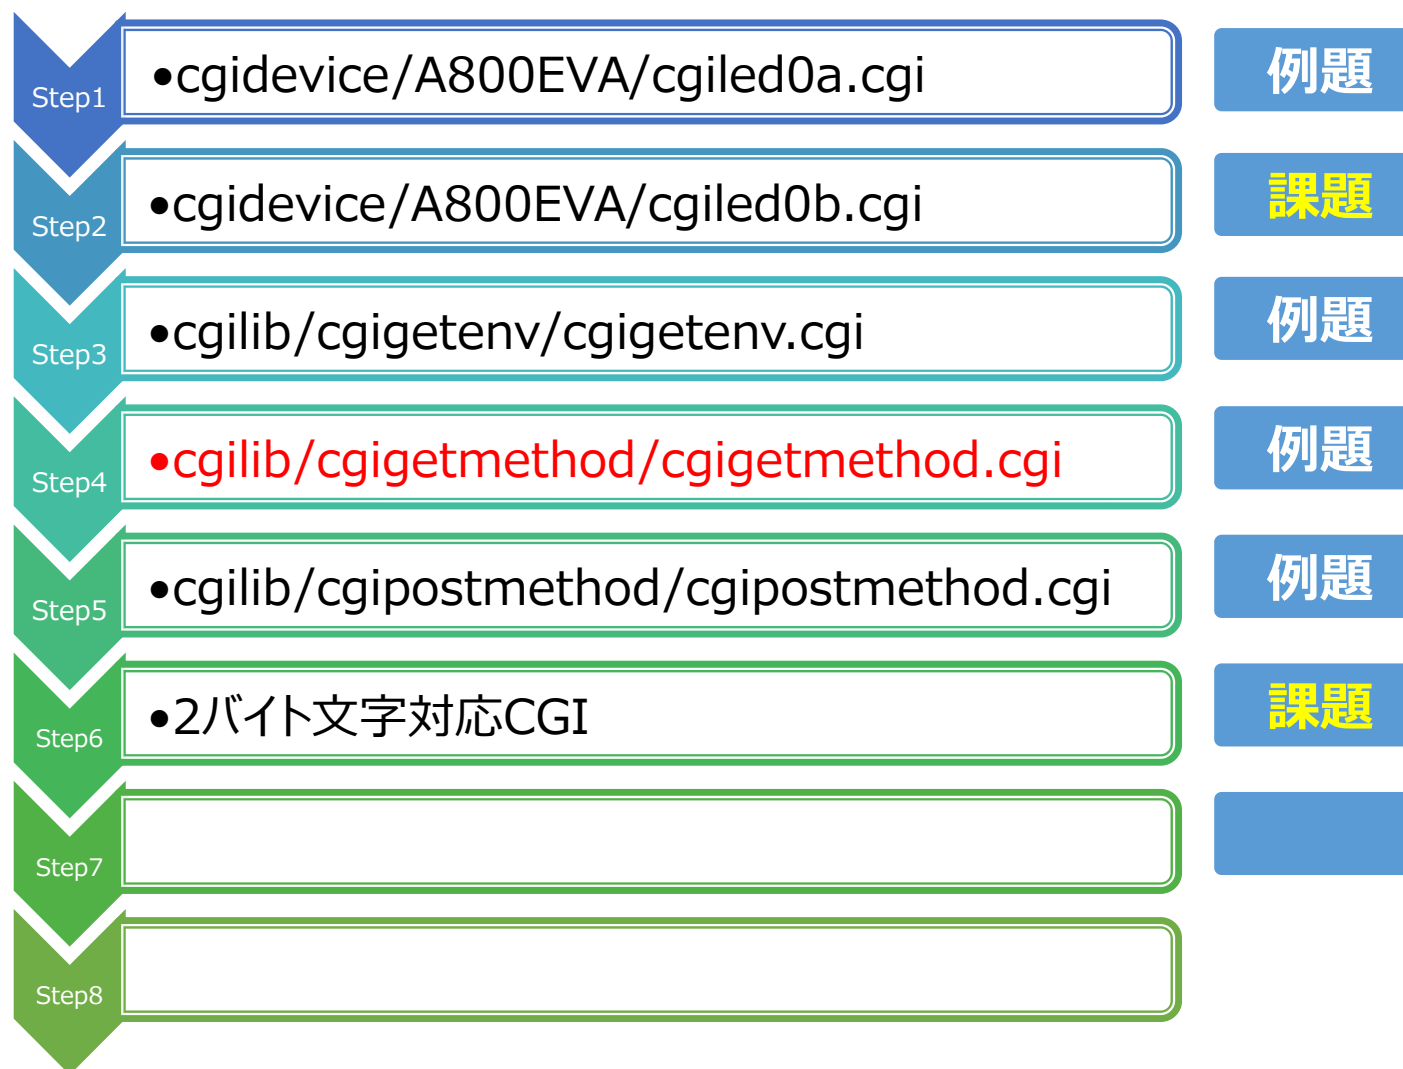 Step1
•cgidevice/A800EVA/cgiled0a.cgi
例題
Step2
•cgidevice/A800EVA/cgiled0b.cgi
課題
Step3
•cgilib/cgigetenv/cgigetenv.cgi
例題
Step4
•cgilib/cgigetmethod/cgigetmethod.cgi
例題
Step5
•cgilib/cgipostmethod/cgipostmethod.cgi
例題
Step6
•2バイト文字対応CGI
課題
Step7
Step8